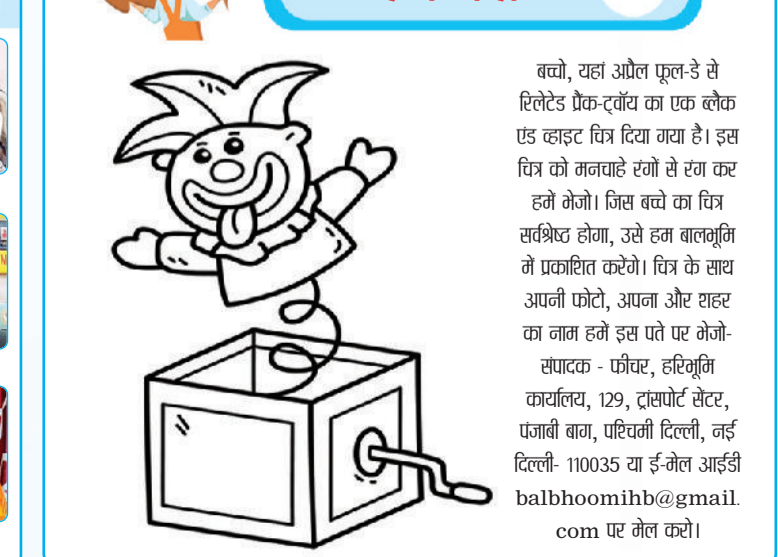 बच्चो, यहां अप्रैल फूल-डे से
रिलेटेड प्रैंक-ट्वॉय का एक ब्लैक
एंड व्हाइट चित्र दिया गया है। इस
चित्र को मनचाहे रंगों से रंग कर
हमें भेजो। जिस बच्चे का चित्र
सर्वश्रेष्ठ होगा, उसे हम बालभूमि
में प्रकाशित करेंगे। चित्र के साथ
अपनी फोटो, अपना और शहर
का नाम हमें इस पते पर भेजो-
संपादक - फीचर, हरिभूमि
कार्यालय, 129, ट्रांसपोर्ट सेंटर,
पंजाबी बाग, पश्चिमी दिल्ली, नई
दिल्ली- 110035 या ई-मेल आईडी
balbhoomihb@gmail.
com पर मेल करो।